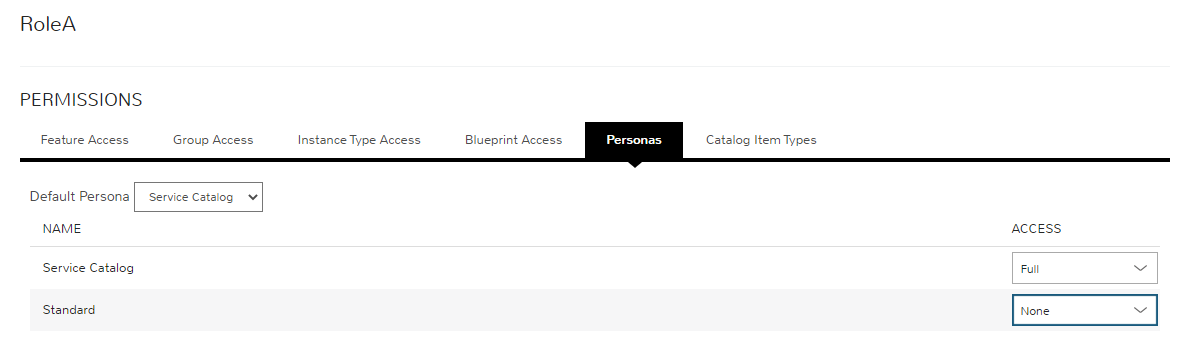 RoleA
PERMISSIONS
Feature Access Group Access Instance Type Access Blueprint Access Personas Catalog Item Types
Default Persona Service Catalog
NAME ACCESS
Service Catalog Full
Standard None